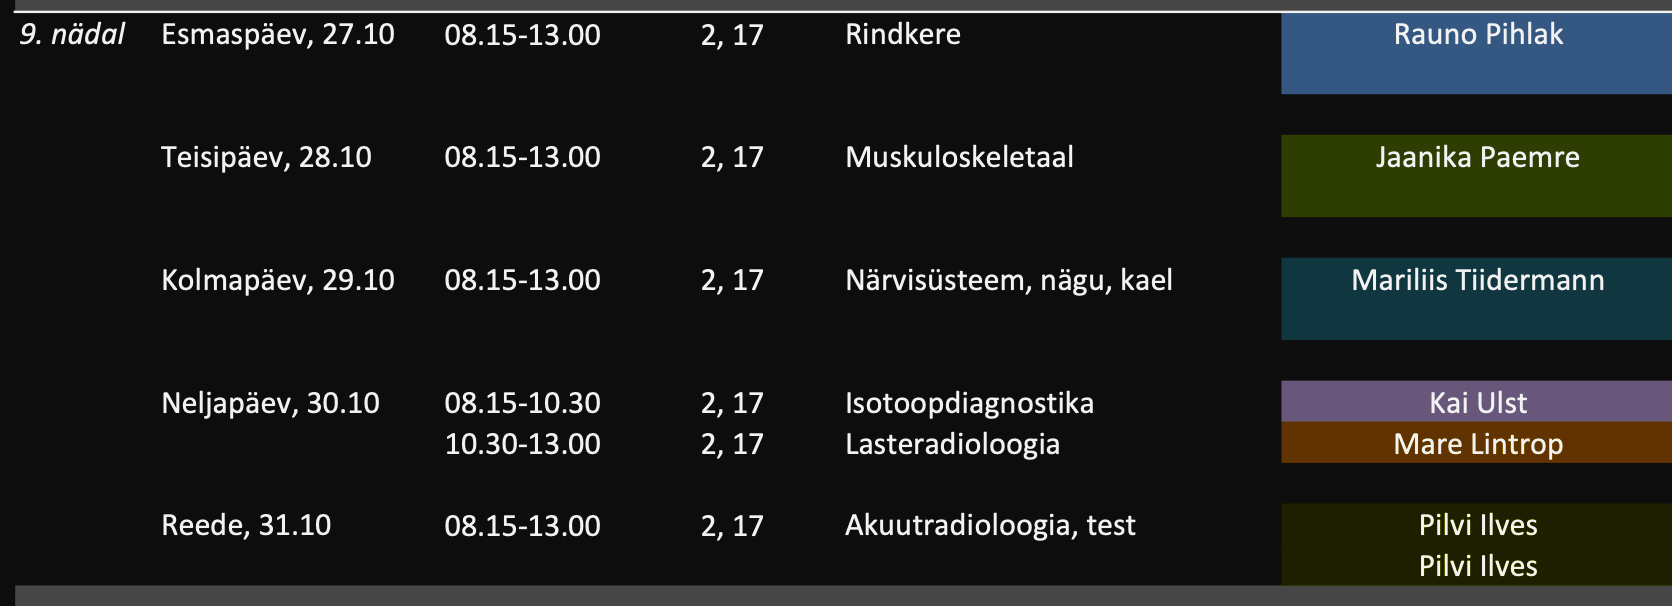 9. nädal Esmaspäev, 27.10 08.15-13.00 2, 17 Rindkere Rauno Pihlak
Teisipäev, 28.10 08.15-13.00 2, 17 Muskuloskeletaal Jaanika Paemre
Kolmapäev, 29.10 08.15-13.00 2, 17 Närvisüsteem, nägu, kael Mariliis Tiidermann
Neljapäev, 30.10 08.15-10.30 2, 17 Isotoopdiagnostika Kai Ulst
10.30-13.00 2, 17 Lasteradioloogia Mare Lintrop
Reede, 31.10 08.15-13.00 2, 17 Akuutradioloogia, test Pilvi Ilves
Pilvi Ilves